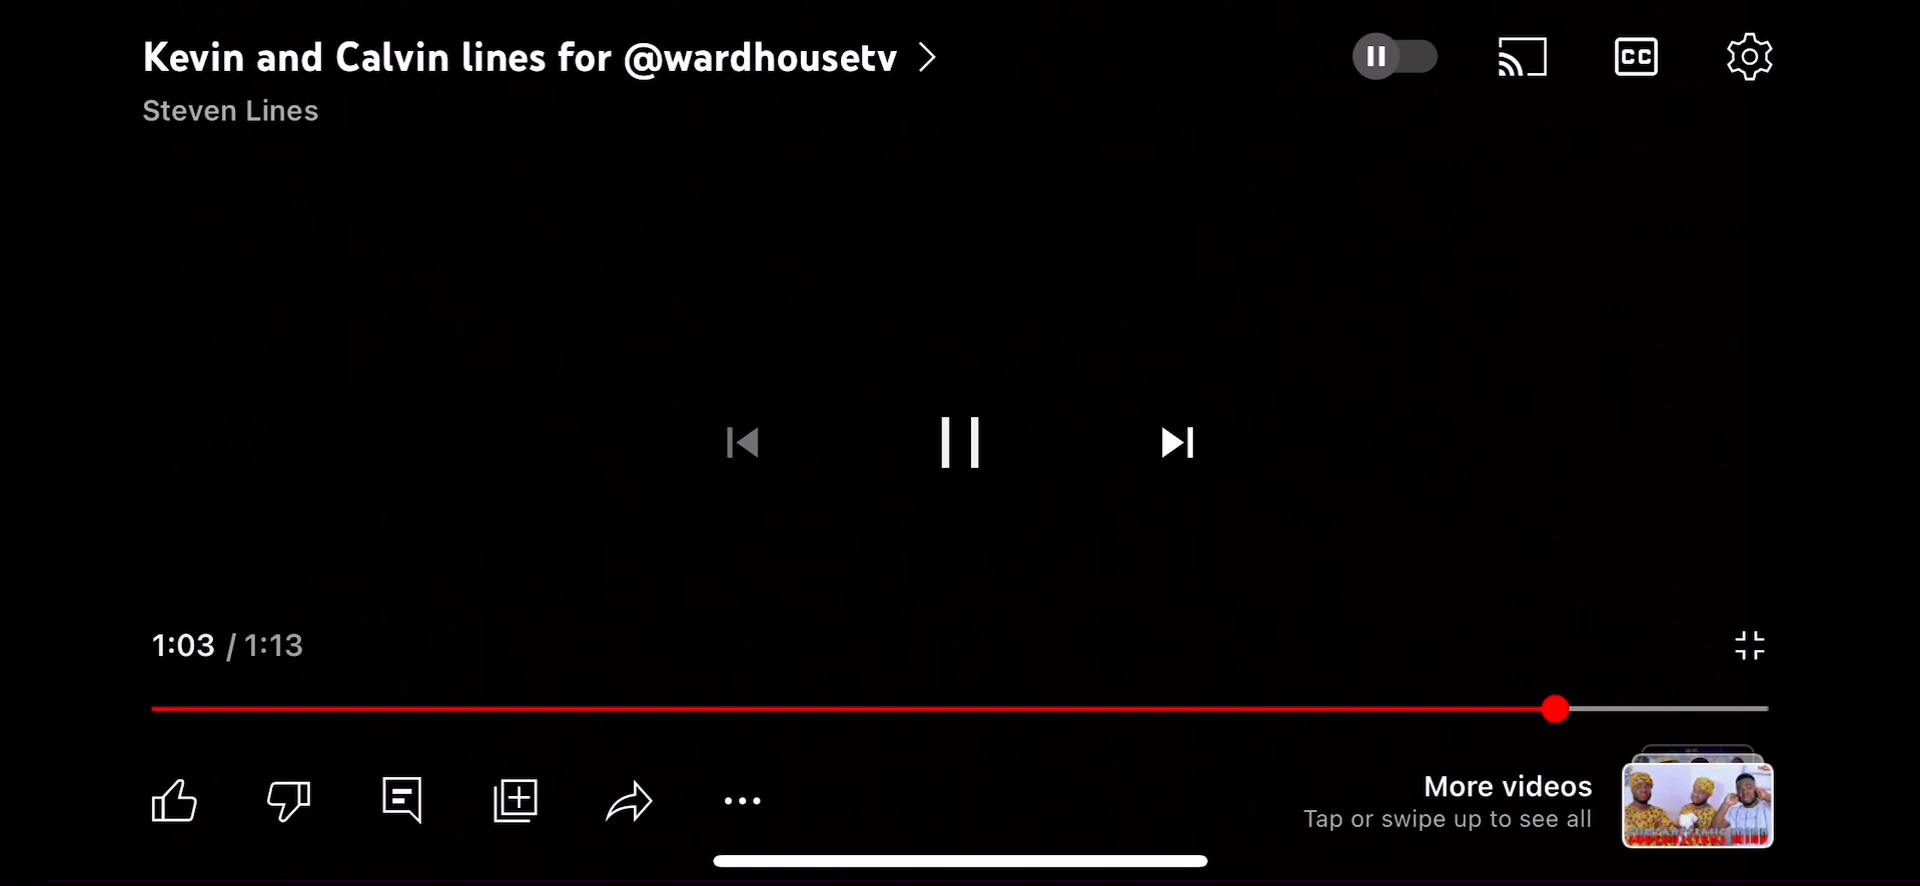 Kevin and Calvin lines for @wardhousetv
Steven Lines
CC
1:03 / 1:13
More videos
Tap or swipe up to see all